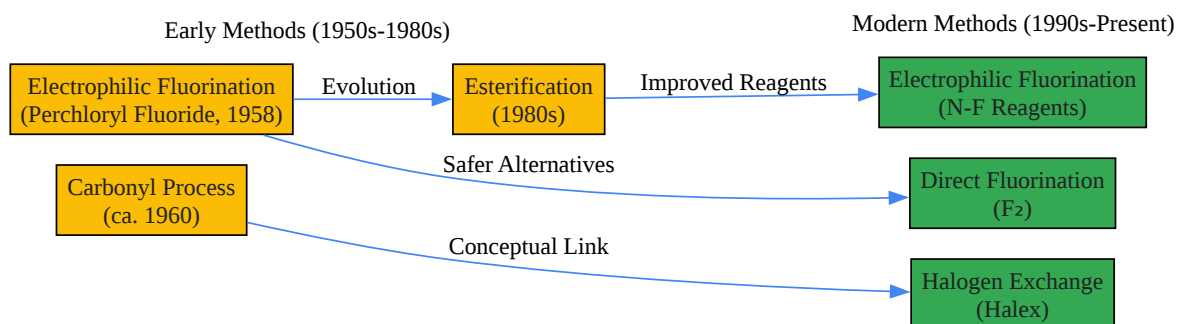 Early Methods (1950s-1980s)
Modern Methods (1990s-Present)
Electrophilic Fluorination
(Perchloryl Fluoride, 1958)
Evolution
Esterification
(1980s)
Improved Reagents
Electrophilic Fluorination
(N-F Reagents)
Safer Alternatives
Carbonyl Process
(ca. 1960)
Direct Fluorination
(F₂)
Conceptual Link
Halogen Exchange
(Halex)